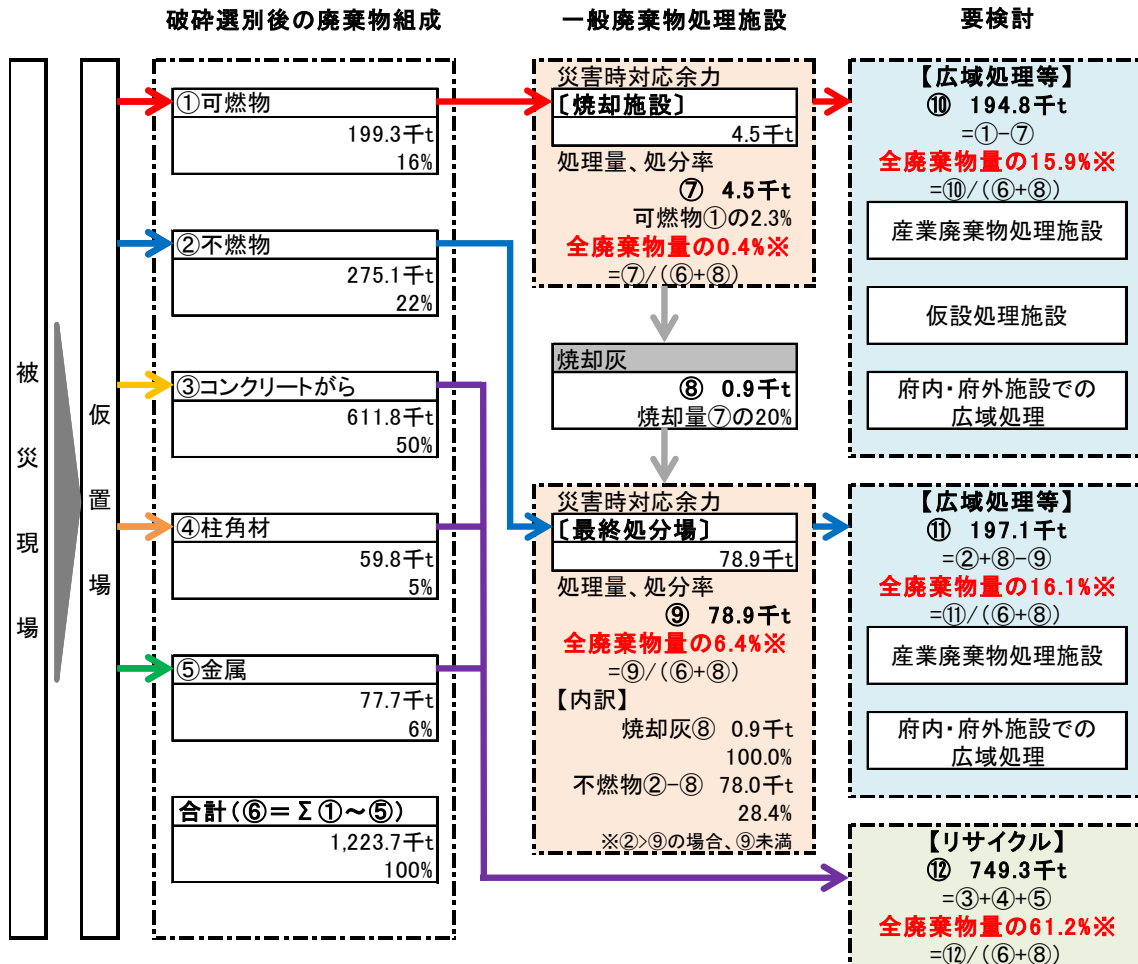 破砕選別後の廃棄物組成
一般廃棄物処理施設
要検討
被災現場
仮置場
①可燃物
199.3千t
16%
②不燃物
275.1千t
22%
③コンクリートがら
611.8千t
50%
④柱角材
59.8千t
5%
⑤金属
77.7千t
6%
合計(⑥=Σ①~⑤)
1,223.7千t
100%
災害時対応余力
〔焼却施設〕
4.5千t
処理量、処分率
⑦ 4.5千t
可燃物①の2.3%
全廃棄物量の0.4%※
=⑦/(⑥+⑧)
焼却灰
⑧ 0.9千t
焼却量⑦の20%
災害時対応余力
〔最終処分場〕
78.9千t
処理量、処分率
⑨ 78.9千t
全廃棄物量の6.4%※
=⑨/(⑥+⑧)
【内訳】
焼却灰⑧ 0.9千t
100.0%
不燃物②-⑧ 78.0千t
28.4%
※②>⑨の場合、⑨未満
【広域処理等】
⑩ 194.8千t
=①-⑦
全廃棄物量の15.9%※
=⑩/(⑥+⑧)
産業廃棄物処理施設
仮設処理施設
府内・府外施設での
広域処理
【広域処理等】
⑪ 197.1千t
=②+⑧-⑨
全廃棄物量の16.1%※
=⑪/(⑥+⑧)
産業廃棄物処理施設
府内・府外施設での
広域処理
【リサイクル】
⑫ 749.3千t
=③+④+⑤
全廃棄物量の61.2%※
=⑫/(⑥+⑧)